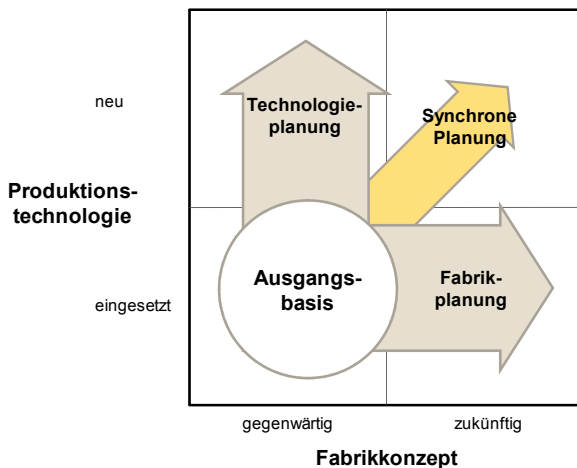 neu
Technologie-
planung
Synchrone
Planung
Produktions-
technologie
Ausgangs-
basis
Fabrik-
planung
eingesetzt
gegenwärtig
zukünftig
Fabrikkonzept